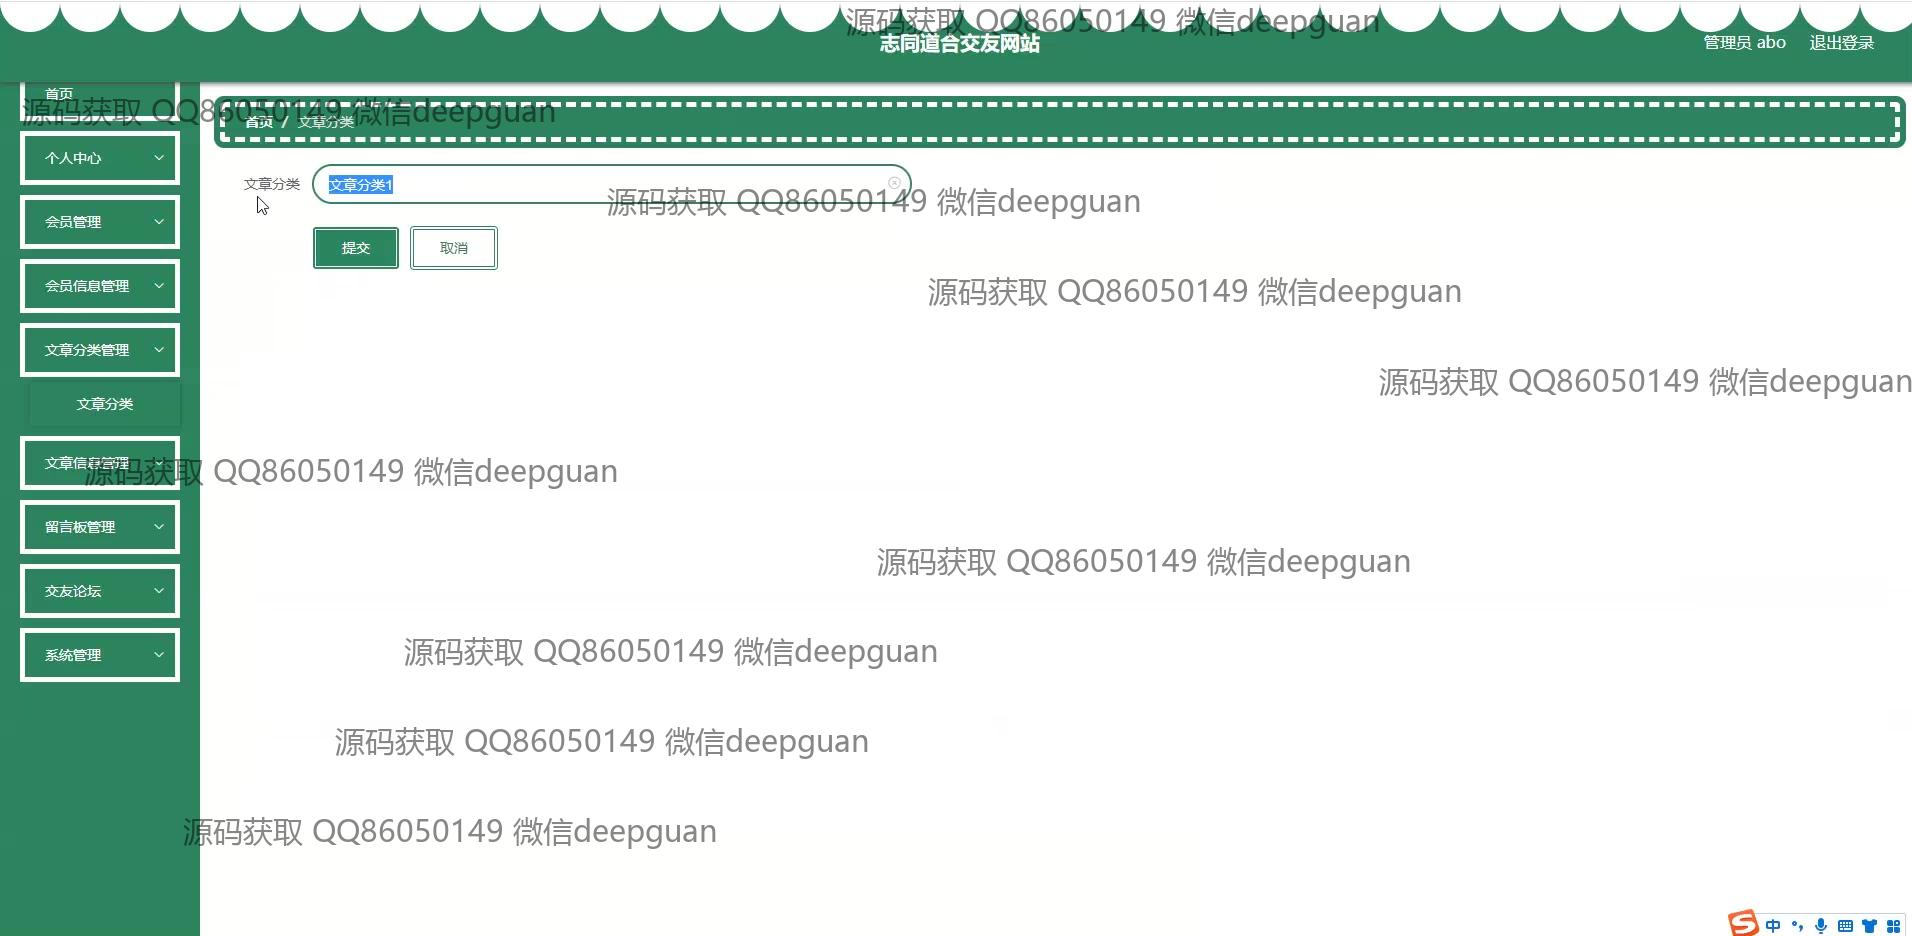 源码获取 QQ86050149 微信deepguan
志同道合交友网站
管理员 abo 退出登录
首页
源码获取 QQ86050149 微信deepguan
首页 / 文章分类
个人中心
文章分类 文章分类1
源码获取 QQ86050149 微信deepguan
会员管理
提交 取消
会员信息管理
源码获取 QQ86050149 微信deepguan
文章分类管理
源码获取 QQ86050149 微信deepguan
文章分类
文章信息管理
源码获取 QQ86050149 微信deepguan
留言板管理
源码获取 QQ86050149 微信deepguan
交友论坛
系统管理
源码获取 QQ86050149 微信deepguan
源码获取 QQ86050149 微信deepguan
源码获取 QQ86050149 微信deepguan
S 中